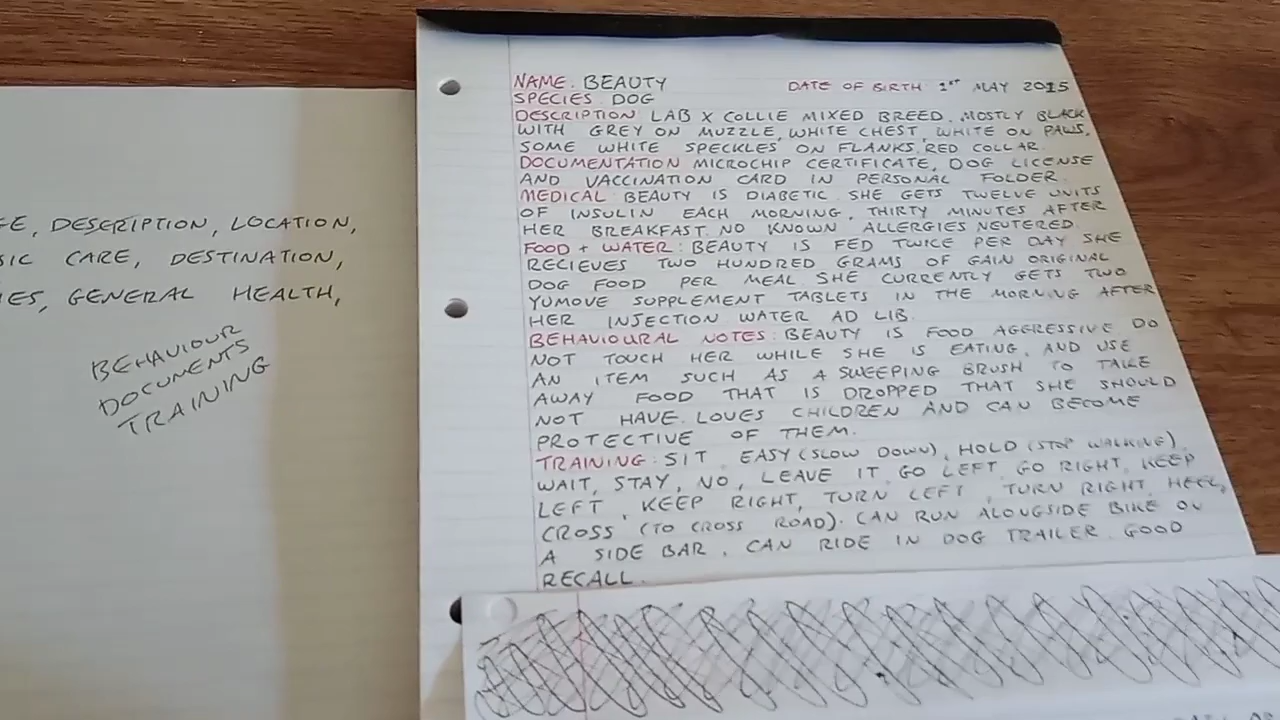 GE, DESCRIPTION, LOCATION,
SIC CARE, DESTINATION,
IES, GENERAL HEALTH,
BEHAVIOUR
DOCUMENTS
TRAINING
NAME: BEAUTY DATE OF BIRTH 1ST MAY 2015
SPECIES: DOG
DESCRIPTION LAB X COLLIE MIXED BREED. MOSTLY BLACK
WITH GREY ON MUZZLE, WHITE CHEST, WHITE ON PAWS,
SOME WHITE SPECKLES ON FLANKS, RED COLLAR.
DOCUMENTATION MICROCHIP CERTIFICATE, DOG LICENSE
AND VACCINATION CARD IN PERSONAL FOLDER.
MEDICAL: BEAUTY IS DIABETIC. SHE GETS TWELVE UNITS
OF INSULIN EACH MORNING, THIRTY MINUTES AFTER
HER BREAKFAST. NO KNOWN ALLERGIES NEUTERED.
FOOD + WATER: BEAUTY IS FED TWICE PER DAY SHE
RECIEVES TWO HUNDRED GRAMS OF GAIN ORIGINAL
DOG FOOD PER MEAL. SHE CURRENTLY GETS TWO
YUMOVE SUPPLEMENT TABLETS IN THE MORNING AFTER
HER INJECTION WATER AD LIB.
BEHAVIOURAL NOTES: BEAUTY IS FOOD AGGRESSIVE DO
NOT TOUCH HER WHILE SHE IS EATING, AND USE
AN ITEM SUCH AS A SWEEPING BRUSH TO TAKE
AWAY FOOD THAT IS DROPPED THAT SHE SHOULD
NOT HAVE. LOVES CHILDREN AND CAN BECOME
PROTECTIVE OF THEM.
TRAINING: SIT, EASY (SLOW DOWN), HOLD (STOP WALKING),
WAIT, STAY, NO, LEAVE IT, GO LEFT, GO RIGHT, KEEP
LEFT, KEEP RIGHT, TURN LEFT, TURN RIGHT, HEEL,
CROSS (TO CROSS ROAD). CAN RUN ALONGSIDE BIKE ON
A SIDE BAR, CAN RIDE IN DOG TRAILER. GOOD
RECALL.